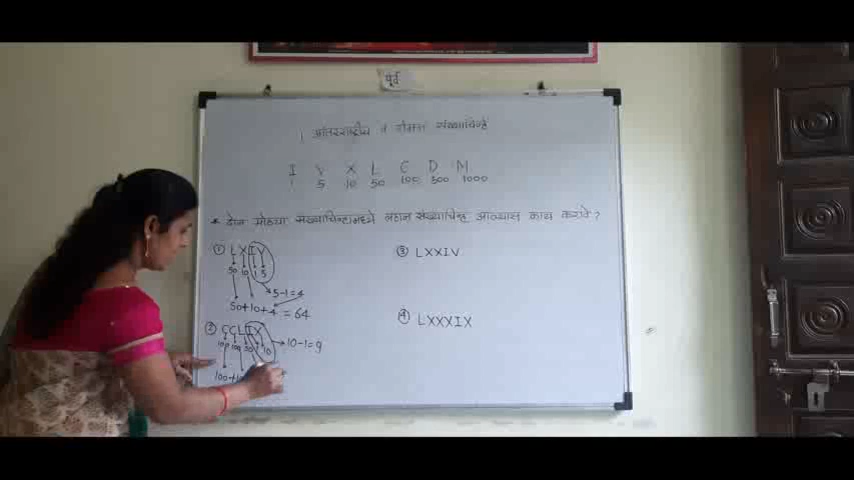 पूर्व
1 आंतरराष्ट्रीय व रोमन संख्याचिन्हे
I V X L C D M
1 5 10 50 100 500 1000
* दोन मोठ्या संख्याचिन्हांमध्ये लहान संख्याचिन्ह आल्यास काय करावे?
① LXIV
50 10 1 5
5-1=4
50+10+4 = 64
② CCLIX
100 100 50 1 10
10-1=9
100+
③ LXXIV
④ LXXXIX